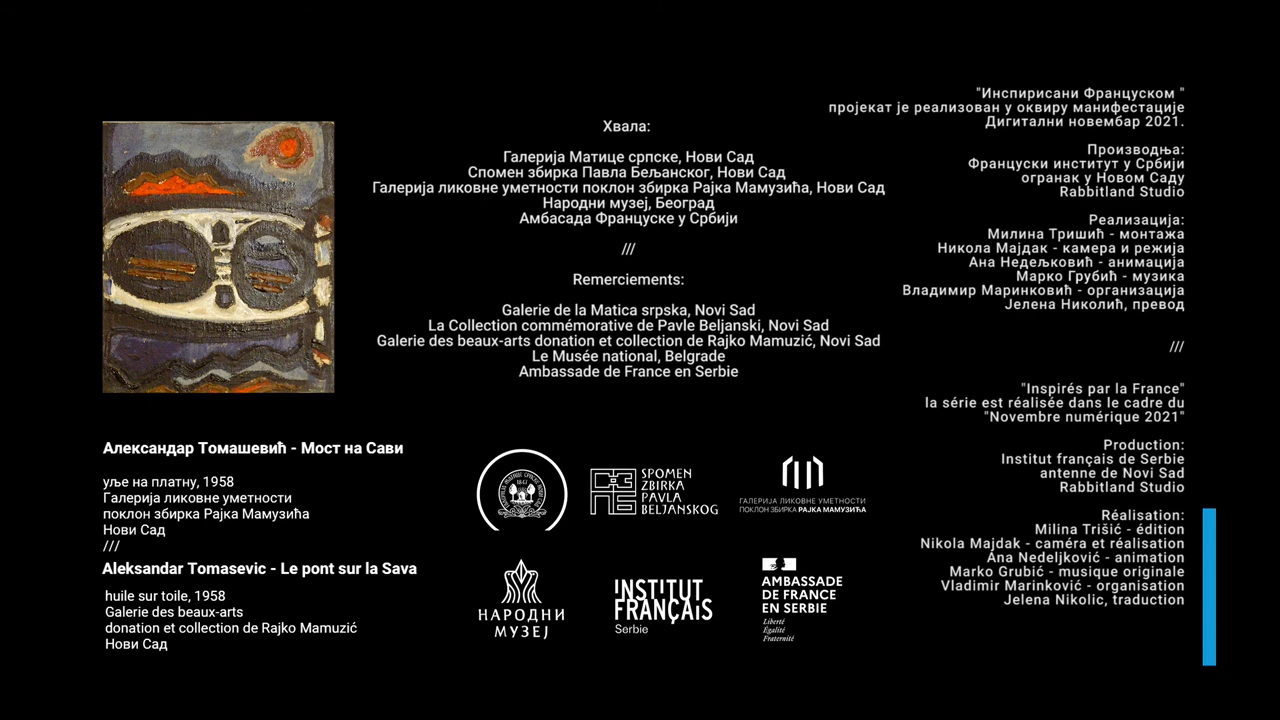 Александар Томашевић - Мост на Сави
уље на платну, 1958
Галерија ликовне уметности
поклон збирка Рајка Мамузића
Нови Сад
///
Aleksandar Tomasevic - Le pont sur la Sava
huile sur toile, 1958
Galerie des beaux-arts
donation et collection de Rajko Mamuzić
Нови Сад
Хвала:
Галерија Матице српске, Нови Сад
Спомен збирка Павла Бељанског, Нови Сад
Галерија ликовне уметности поклон збирка Рајка Мамузића, Нови Сад
Народни музеј, Београд
Амбасада Француске у Србији
///
Remerciements:
Galerie de la Matica srpska, Novi Sad
La Collection commémorative de Pavle Beljanski, Novi Sad
Galerie des beaux-arts donation et collection de Rajko Mamuzić, Novi Sad
Le Musée national, Belgrade
Ambassade de France en Serbie
1847
SPOMEN
ZBIRKA
PAVLA
BELJANSKOG
ГАЛЕРИЈА ЛИКОВНЕ УМЕТНОСТИ
ПОКЛОН ЗБИРКА РАЈКА МАМУЗИЋА
НАРОДНИ
МУЗЕЈ
INSTITUT
FRANÇAIS
Serbie
AMBASSADE
DE FRANCE
EN SERBIE
Liberté
Égalité
Fraternité
"Инспирисани Француском "
пројекат је реализован у оквиру манифестације
Дигитални новембар 2021.
Производња:
Француски институт у Србији
огранак у Новом Саду
Rabbitland Studio
Реализација:
Милина Тришић - монтажа
Никола Мајдак - камера и режија
Ана Недељковић - анимација
Марко Грубић - музика
Владимир Маринковић - организација
Јелена Николић, превод
///
"Inspirés par la France"
la série est réalisée dans le cadre du
"Novembre numérique 2021"
Production:
Institut français de Serbie
antenne de Novi Sad
Rabbitland Studio
Réalisation:
Milina Trišić - édition
Nikola Majdak - caméra et réalisation
Ana Nedeljković - animation
Marko Grubić - musique originale
Vladimir Marinković - organisation
Jelena Nikolic, traduction